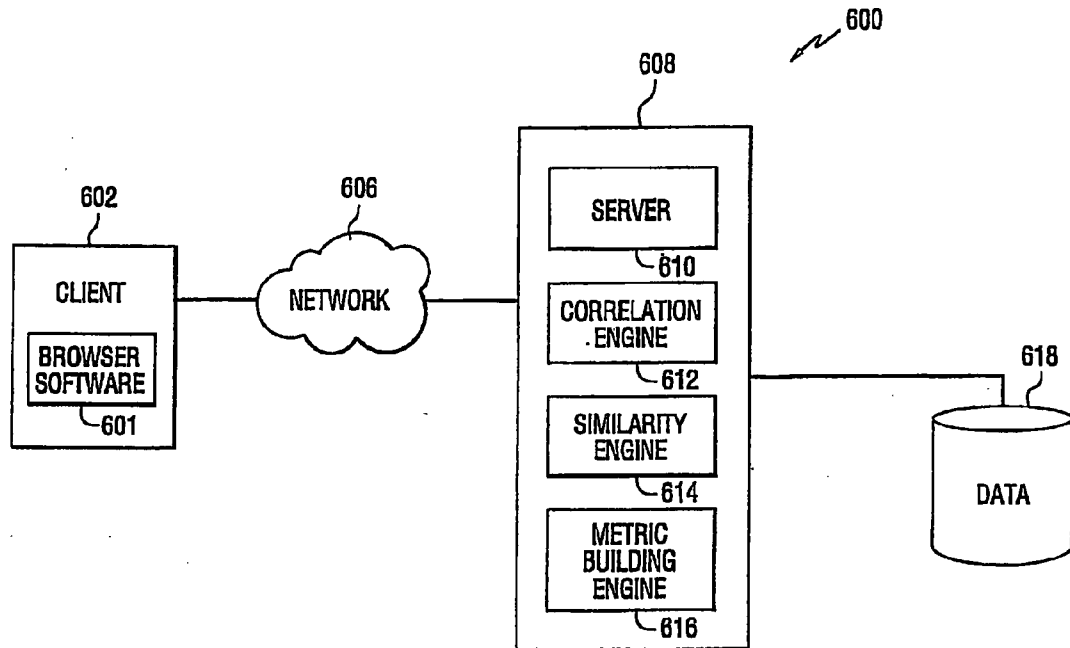 600
608
606
602
SERVER
610
CLIENT
NETWORK
CORRELATION
ENGINE
612
BROWSER
SOFTWARE
601
618
SIMILARITY
ENGINE
614
DATA
METRIC
BUILDING
ENGINE
616